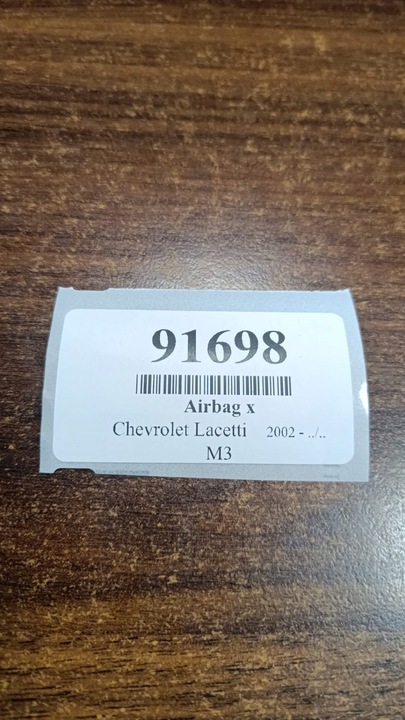 91698
Airbag x
Chevrolet Lacetti 2002 - ../..
M3